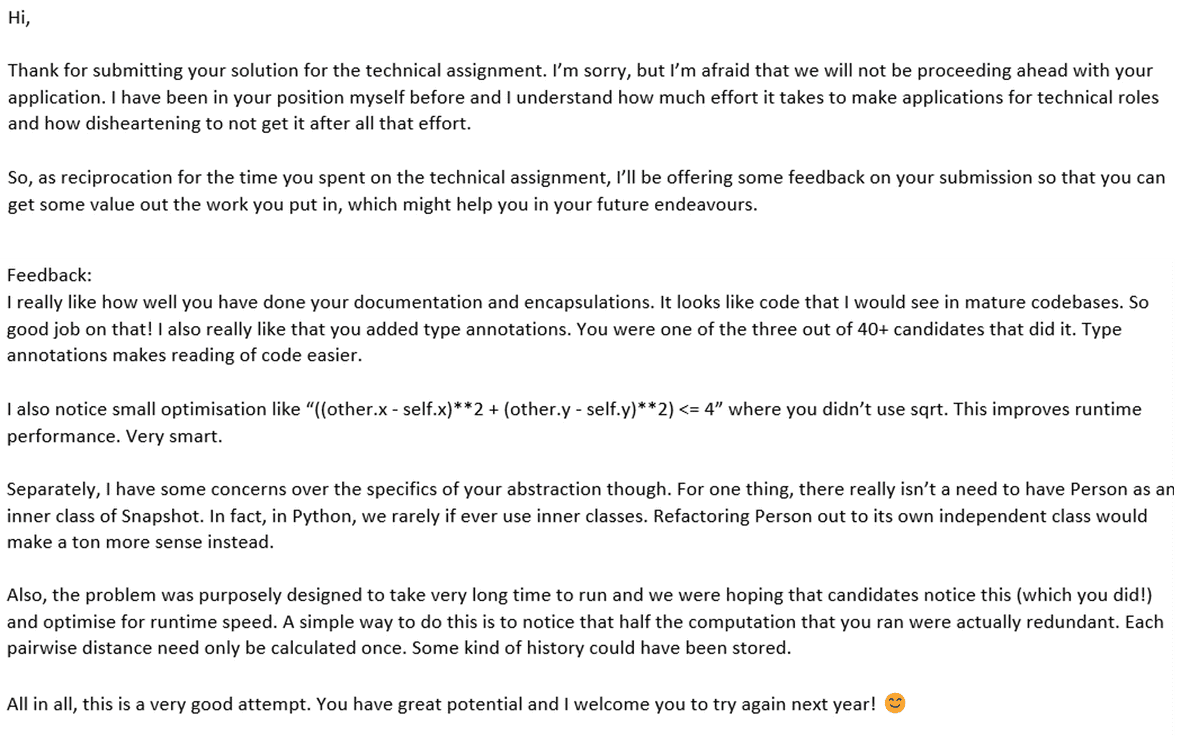 Hi,
Thank for submitting your solution for the technical assignment. I’m sorry, but I’m afraid that we will not be proceeding ahead with your
application. I have been in your position myself before and I understand how much effort it takes to make applications for technical roles
and how disheartening to not get it after all that effort.
So, as reciprocation for the time you spent on the technical assignment, I’ll be offering some feedback on your submission so that you can
get some value out the work you put in, which might help you in your future endeavours.
Feedback:
I really like how well you have done your documentation and encapsulations. It looks like code that I would see in mature codebases. So
good job on that! I also really like that you added type annotations. You were one of the three out of 40+ candidates that did it. Type
annotations makes reading of code easier.
I also notice small optimisation like “((other.x - self.x)**2 + (other.y - self.y)**2) <= 4” where you didn’t use sqrt. This improves runtime
performance. Very smart.
Separately, I have some concerns over the specifics of your abstraction though. For one thing, there really isn’t a need to have Person as an
inner class of Snapshot. In fact, in Python, we rarely if ever use inner classes. Refactoring Person out to its own independent class would
make a ton more sense instead.
Also, the problem was purposely designed to take very long time to run and we were hoping that candidates notice this (which you did!)
and optimise for runtime speed. A simple way to do this is to notice that half the computation that you ran were actually redundant. Each
pairwise distance need only be calculated once. Some kind of history could have been stored.
All in all, this is a very good attempt. You have great potential and I welcome you to try again next year! 😊